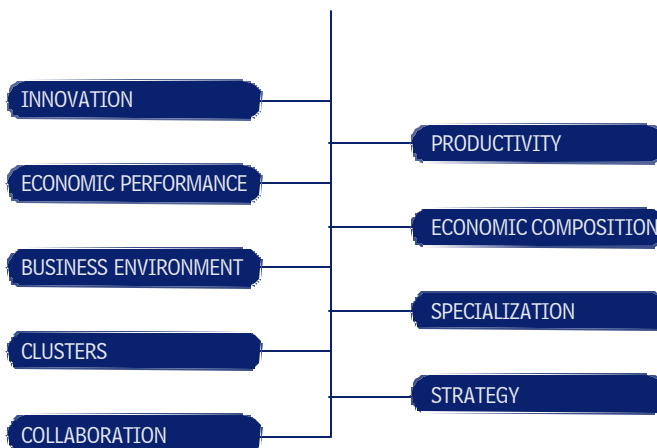 INNOVATION
PRODUCTIVITY
ECONOMIC PERFORMANCE
ECONOMIC COMPOSITION
BUSINESS ENVIRONMENT
SPECIALIZATION
CLUSTERS
STRATEGY
COLLABORATION